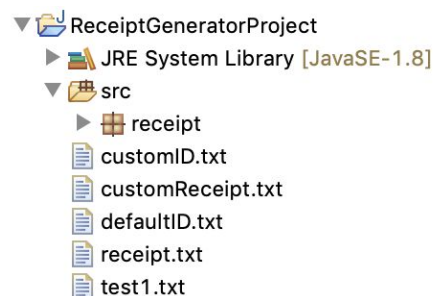 ReceiptGeneratorProject
JRE System Library [JavaSE-1.8]
src
receipt
customID.txt
customReceipt.txt
defaultID.txt
receipt.txt
test1.txt